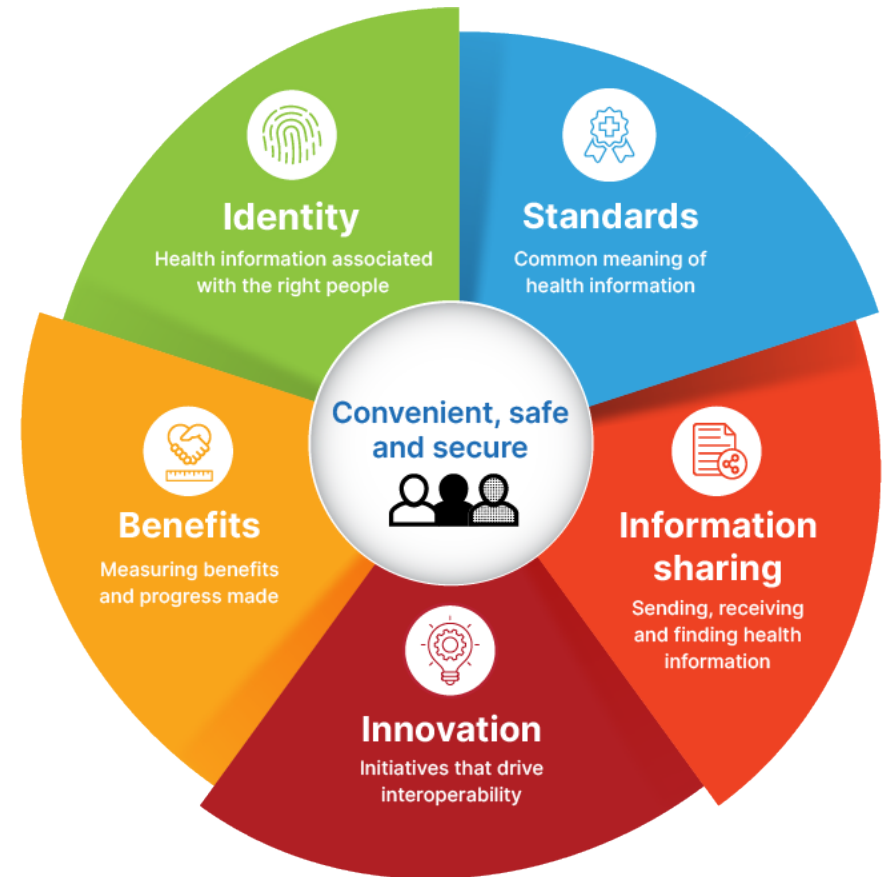 Identity
Health information associated
with the right people
Standards
Common meaning of
health information
Information
sharing
Sending, receiving
and finding health
information
Innovation
Initiatives that drive
interoperability
Benefits
Measuring benefits
and progress made
Convenient, safe
and secure